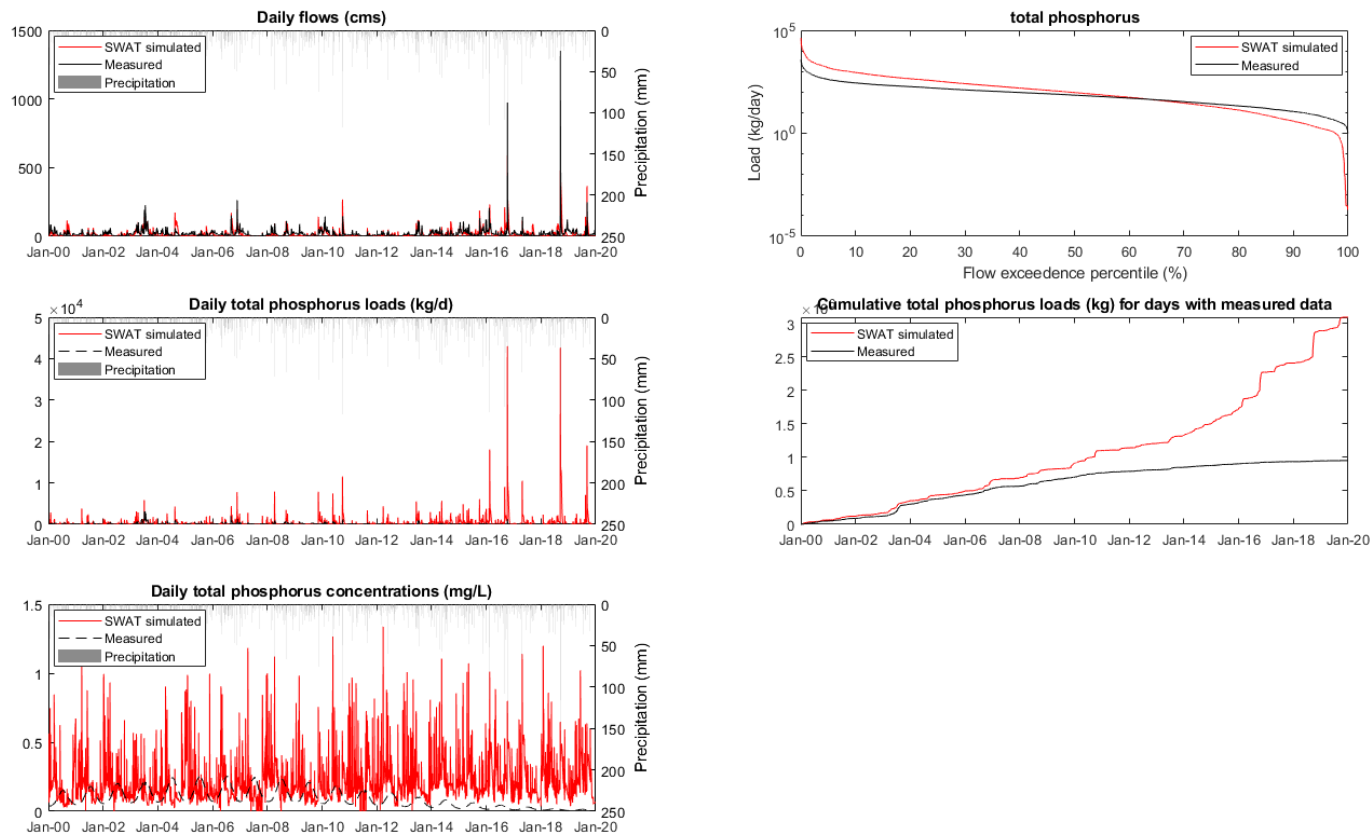 Daily flows (cms)
1500
1000
500
0
SWAT simulated
Measured
Precipitation
0
50
100
150
200
250
Precipitation (mm)
Jan-00 Jan-02 Jan-04 Jan-06 Jan-08 Jan-10 Jan-12 Jan-14 Jan-16 Jan-18 Jan-20
total phosphorus
10^5
10^0
10^-5
Load (kg/day)
SWAT simulated
Measured
0 10 20 30 40 50 60 70 80 90 100
Flow exceedence percentile (%)
Daily total phosphorus loads (kg/d)
×10^4
5
4
3
2
1
0
SWAT simulated
Measured
Precipitation
0
50
100
150
200
250
Precipitation (mm)
Jan-00 Jan-02 Jan-04 Jan-06 Jan-08 Jan-10 Jan-12 Jan-14 Jan-16 Jan-18 Jan-20
Cumulative total phosphorus loads (kg) for days with measured data
×10
3
2.5
2
1.5
1
0.5
0
SWAT simulated
Measured
Jan-00 Jan-02 Jan-04 Jan-06 Jan-08 Jan-10 Jan-12 Jan-14 Jan-16 Jan-18 Jan-20
Daily total phosphorus concentrations (mg/L)
1.5
1
0.5
0
SWAT simulated
Measured
Precipitation
0
50
100
150
200
250
Precipitation (mm)
Jan-00 Jan-02 Jan-04 Jan-06 Jan-08 Jan-10 Jan-12 Jan-14 Jan-16 Jan-18 Jan-20